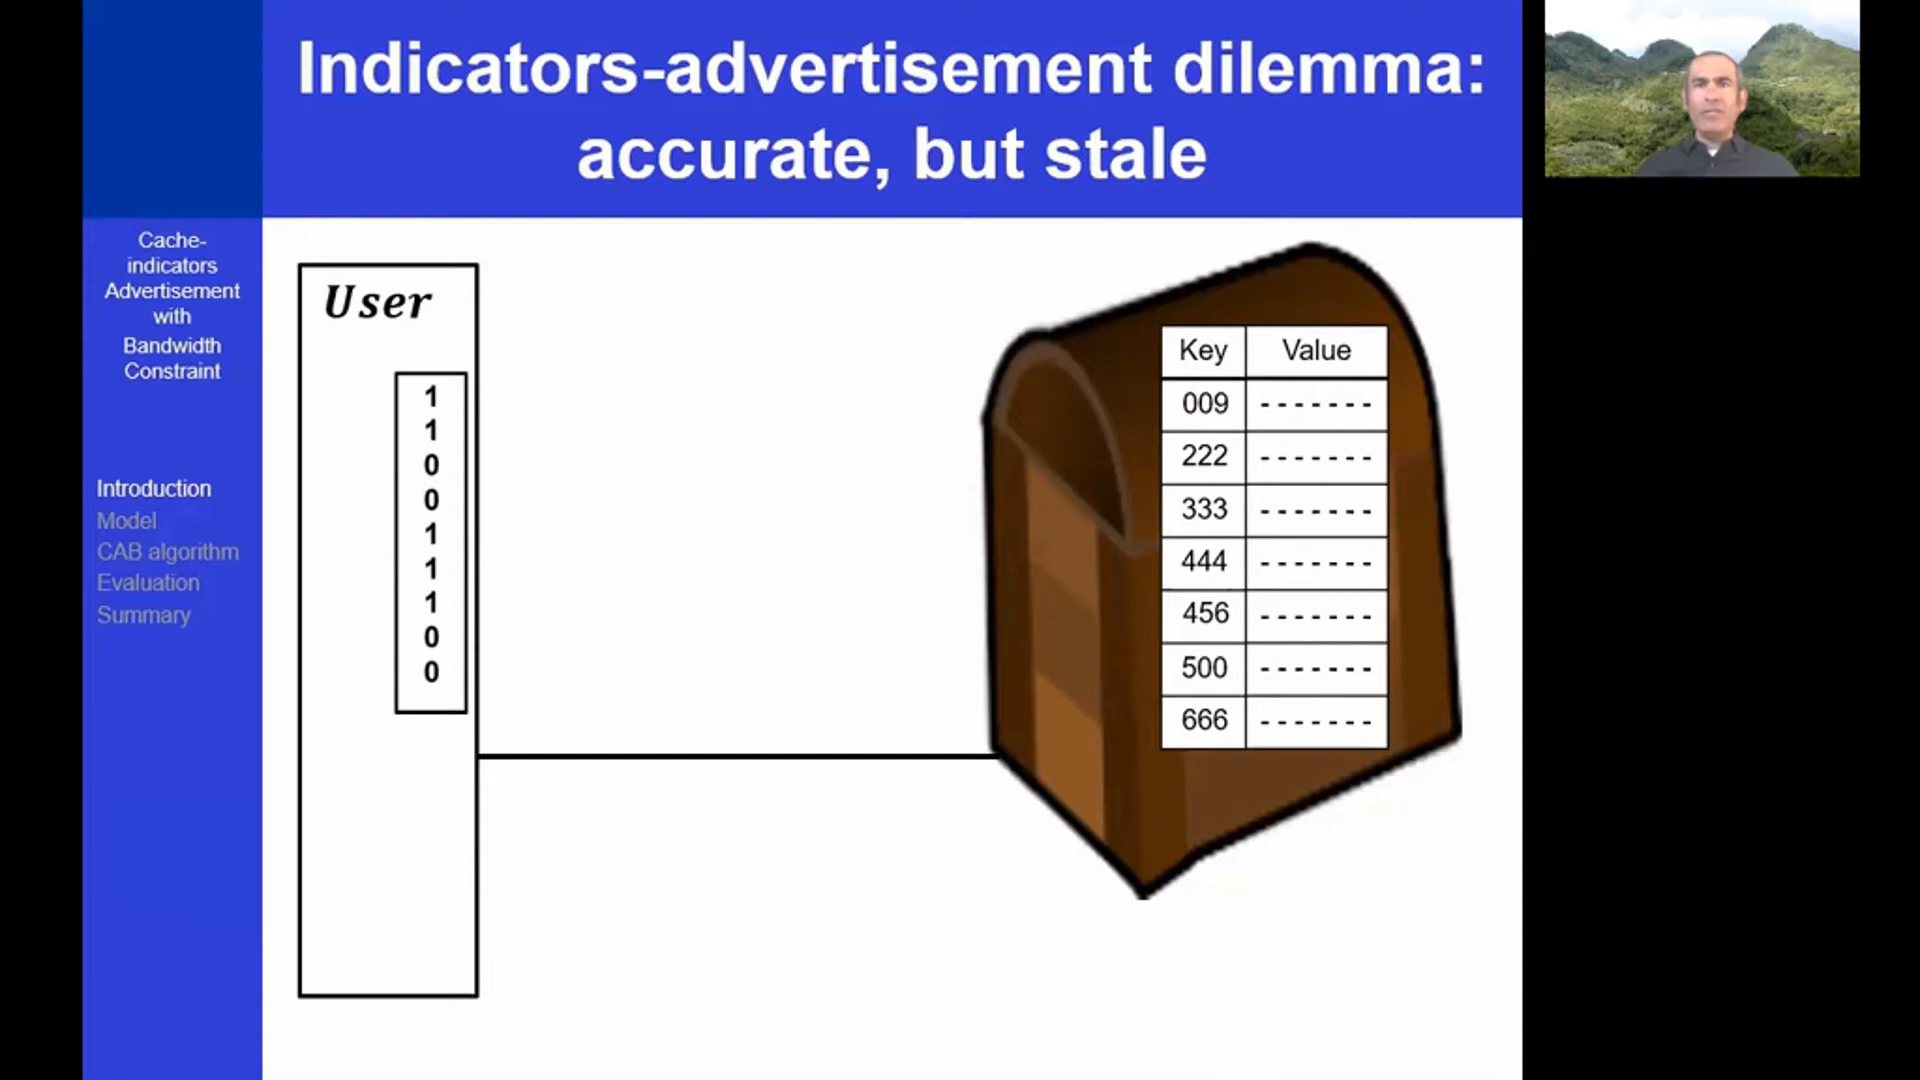 Indicators-advertisement dilemma:
accurate, but stale
Cache-
indicators
Advertisement
with
Bandwidth
Constraint
Introduction
Model
CAB algorithm
Evaluation
Summary
User
1
1
0
0
1
1
1
0
0
Key Value
009 -------
222 -------
333 -------
444 -------
456 -------
500 -------
666 -------